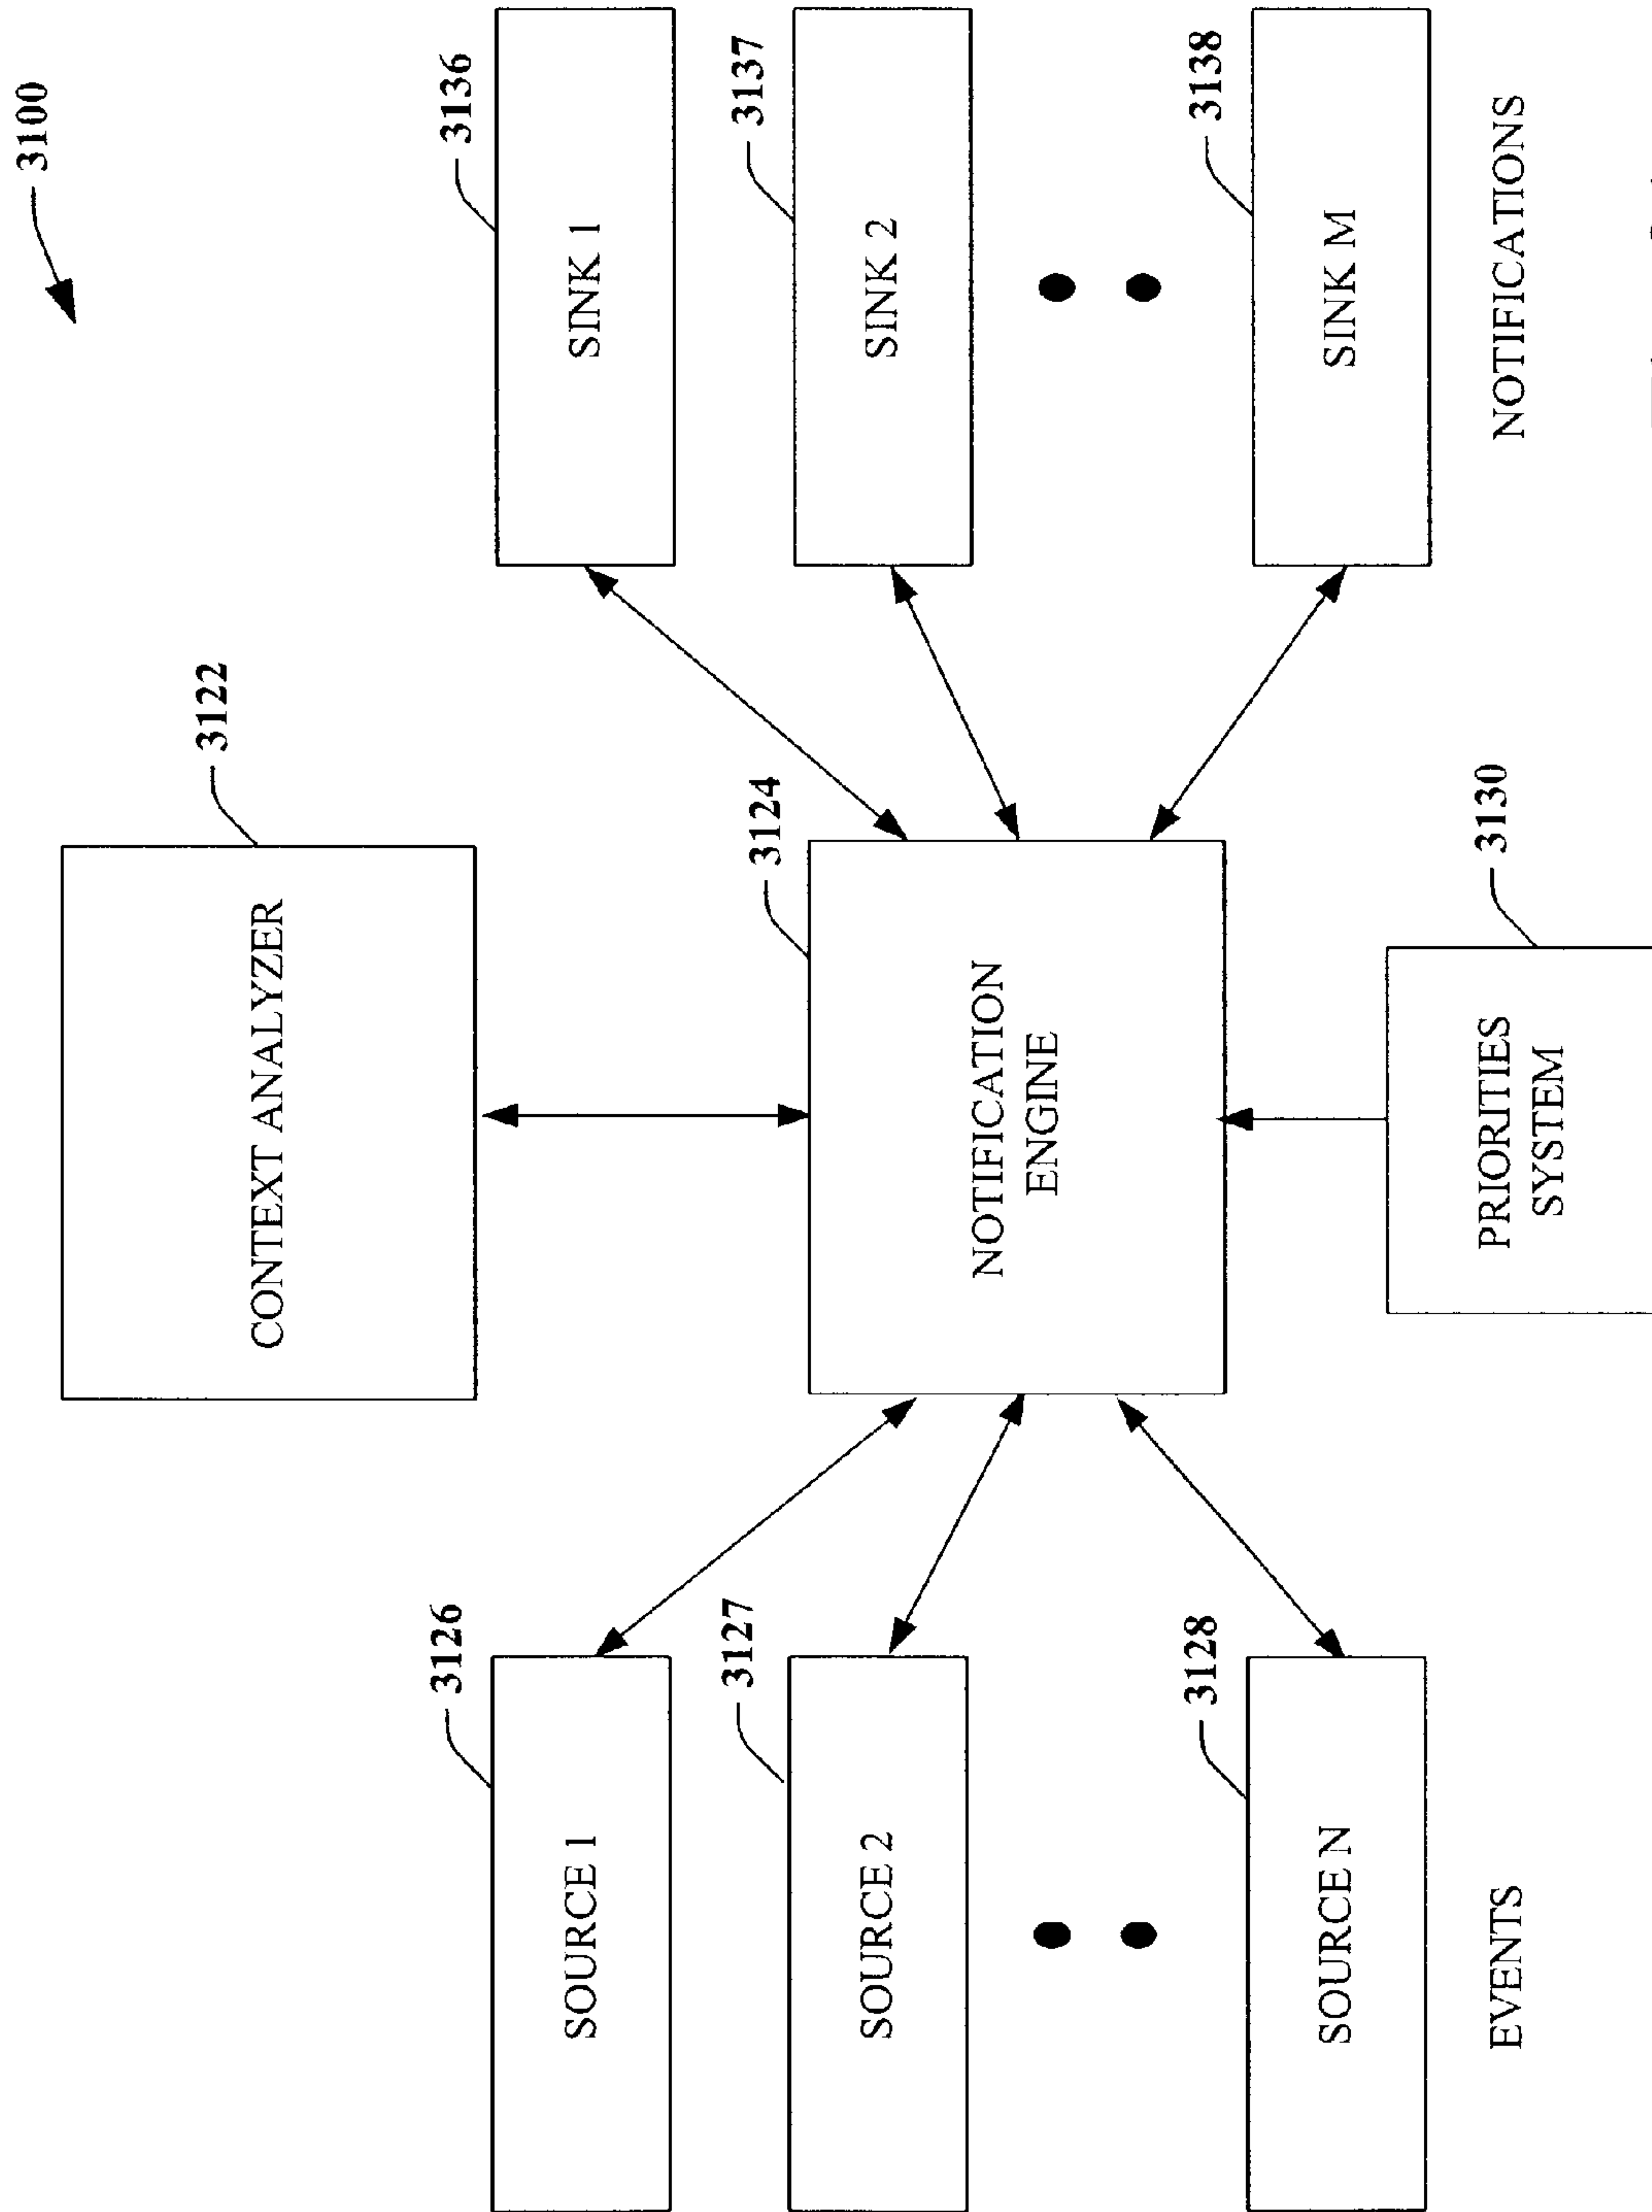 3100
CONTEXT ANALYZER
3122
SOURCE 1
3126
SOURCE 2
3127
SOURCE N
3128
EVENTS
NOTIFICATION
ENGINE
3124
PRIORITIES
SYSTEM
3130
SINK 1
3136
SINK 2
3137
SINK M
3138
NOTIFICATIONS